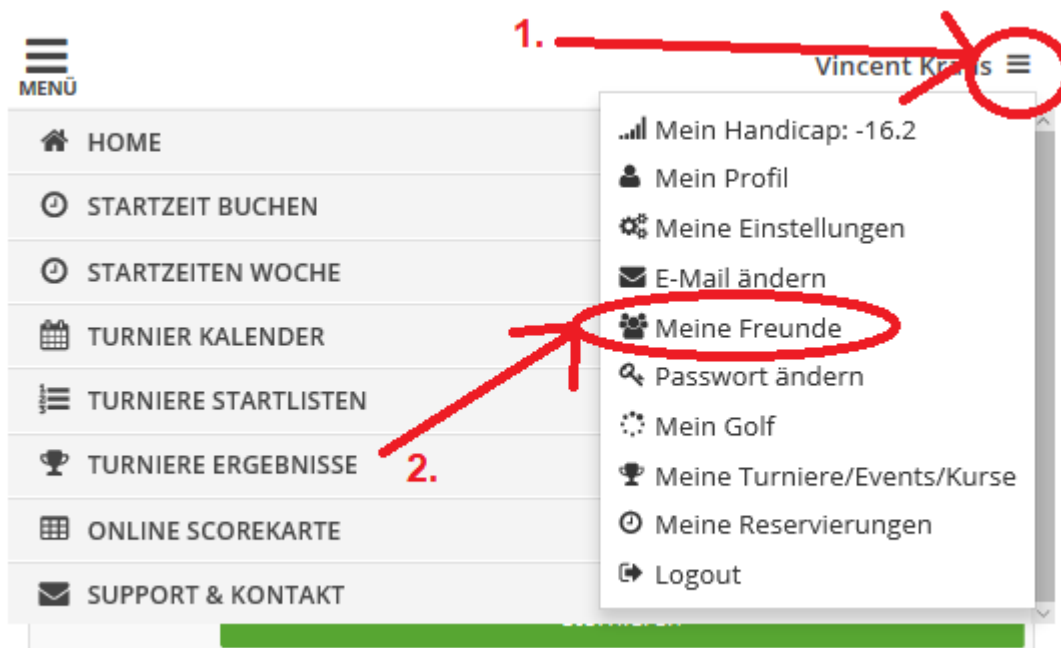 1.
Vincent
MENÜ
HOME
STARTZEIT BUCHEN
STARTZEITEN WOCHE
TURNIER KALENDER
TURNIERE STARTLISTEN
TURNIERE ERGEBNISSE
2.
ONLINE SCOREKARTE
SUPPORT & KONTAKT
Mein Handicap: -16.2
Mein Profil
Meine Einstellungen
E-Mail ändern
Meine Freunde
Passwort ändern
Mein Golf
Meine Turniere/Events/Kurse
Meine Reservierungen
Logout